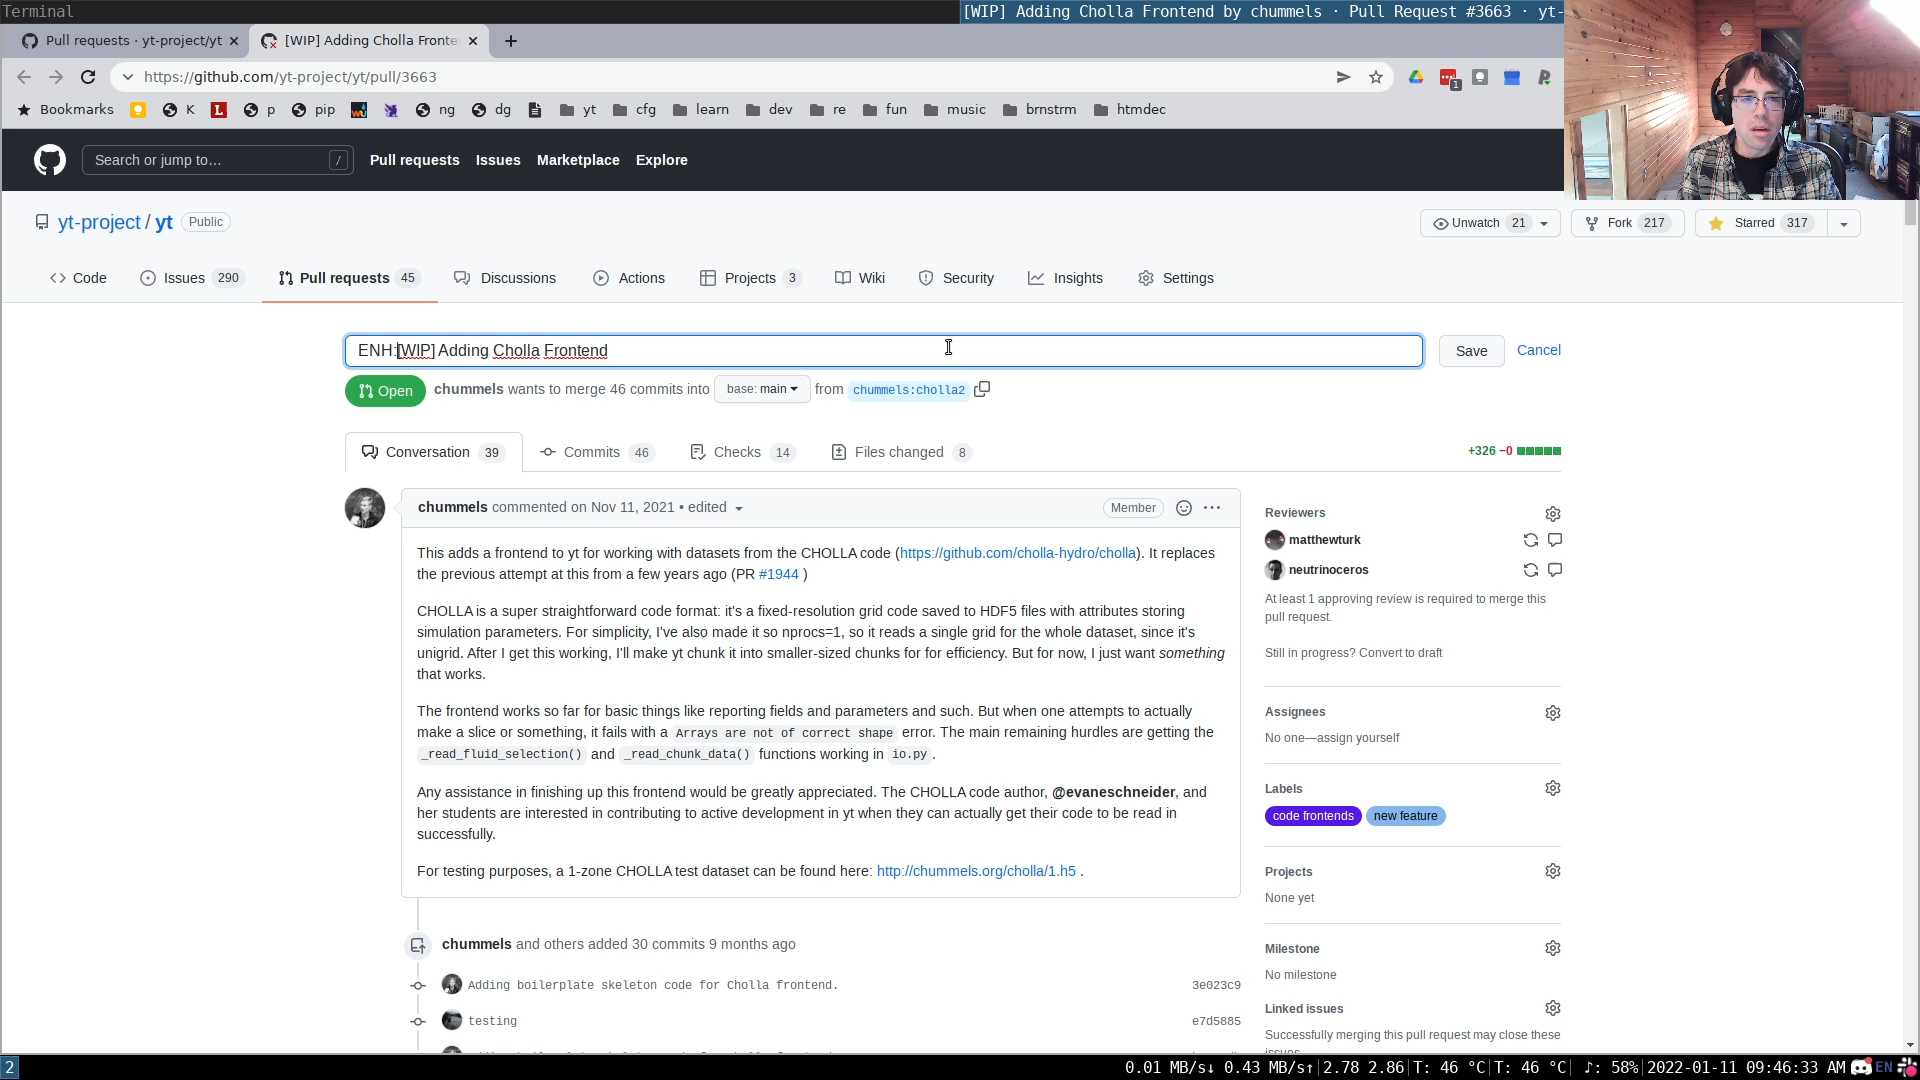 Terminal
[WIP] Adding Cholla Frontend by chummels · Pull Request #3663 · yt-
Pull requests · yt-project/yt
[WIP] Adding Cholla Fronte
https://github.com/yt-project/yt/pull/3663
1
Bookmarks K L p pip ng dg yt cfg learn dev re fun music brnstrm htmdec
Search or jump to… /
Pull requests Issues Marketplace Explore
yt-project / yt Public
Unwatch 21 Fork 217 Starred 317
Code Issues 290 Pull requests 45 Discussions Actions Projects 3 Wiki Security Insights Settings
ENH:[WIP] Adding Cholla Frontend
Save Cancel
Open chummels wants to merge 46 commits into base: main from chummels:cholla2
Conversation 39 Commits 46 Checks 14 Files changed 8
+326 −0
chummels commented on Nov 11, 2021 • edited
Member
This adds a frontend to yt for working with datasets from the CHOLLA code (https://github.com/cholla-hydro/cholla). It replaces
the previous attempt at this from a few years ago (PR #1944 )
CHOLLA is a super straightforward code format: it's a fixed-resolution grid code saved to HDF5 files with attributes storing
simulation parameters. For simplicity, I've also made it so nprocs=1, so it reads a single grid for the whole dataset, since it's
unigrid. After I get this working, I'll make yt chunk it into smaller-sized chunks for for efficiency. But for now, I just want something
that works.
The frontend works so far for basic things like reporting fields and parameters and such. But when one attempts to actually
make a slice or something, it fails with a Arrays are not of correct shape error. The main remaining hurdles are getting the
_read_fluid_selection() and _read_chunk_data() functions working in io.py.
Any assistance in finishing up this frontend would be greatly appreciated. The CHOLLA code author, @evaneschneider, and
her students are interested in contributing to active development in yt when they can actually get their code to be read in
successfully.
For testing purposes, a 1-zone CHOLLA test dataset can be found here: http://chummels.org/cholla/1.h5 .
chummels and others added 30 commits 9 months ago
Adding boilerplate skeleton code for Cholla frontend. 3e023c9
testing e7d5885
Reviewers
matthewturk
neutrinoceros
At least 1 approving review is required to merge this
pull request.
Still in progress? Convert to draft
Assignees
No one—assign yourself
Labels
code frontends new feature
Projects
None yet
Milestone
No milestone
Linked issues
Successfully merging this pull request may close these
issues.
2
0.01 MB/s↓ 0.43 MB/s↑|2.78 2.86|T: 46 °C|T: 46 °C| ♪: 58%|2022-01-11 09:46:33 AM EN